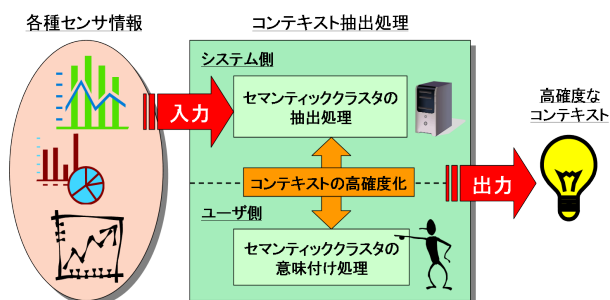 各種センサ情報
コンテキスト抽出処理
システム側
セマンティッククラスタの
抽出処理
入力
高確度な
コンテキスト
コンテキストの高確度化
出力
ユーザ側
セマンティッククラスタの
意味付け処理